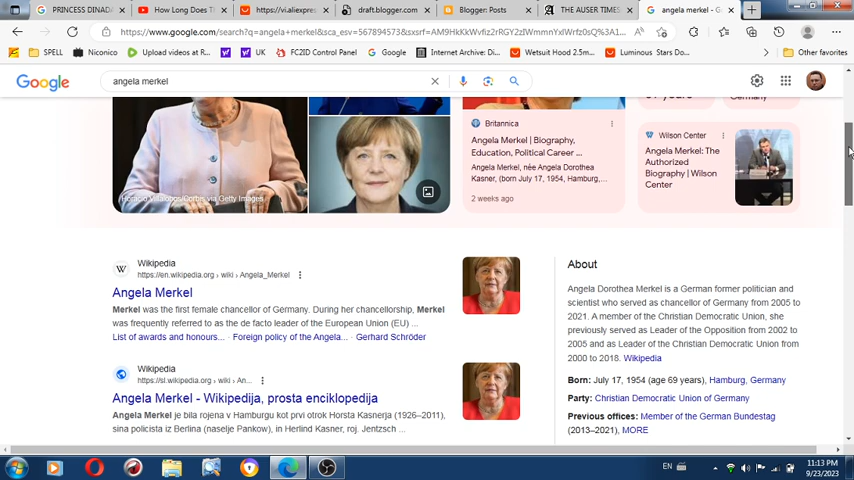 PRINCESS DINADA
How Long Does T
https://vi.aliexpres
draft.blogger.com
Blogger: Posts
THE AUSER TIMES
angela merkel - G
https://www.google.com/search?q=angela+merkel&sca_esv=567894573&sxsrf=AM9HkKkWvfiz2rRGY2zIWmmnYxlWfz0sQ%3A1...
SPELL
Niconico
Upload videos at R...
UK
FC2ID Control Panel
Google
Internet Archive: Di...
Wetsuit Hood 2.5m...
Luminous Stars Do...
Other favorites
Google
angela merkel
Horacio Villalobos/Corbis via Getty Images
Britannica
Angela Merkel | Biography,
Education, Political Career ...
Angela Merkel, née Angela Dorothea
Kasner, (born July 17, 1954, Hamburg,...
2 weeks ago
Germany
Wilson Center
Angela Merkel: The
Authorized
Biography | Wilson
Center
Wikipedia
https://en.wikipedia.org › wiki › Angela_Merkel
Angela Merkel
Merkel was the first female chancellor of Germany. During her chancellorship, Merkel
was frequently referred to as the de facto leader of the European Union (EU) ...
List of awards and honours... · Foreign policy of the Angela... · Gerhard Schröder
Wikipedia
https://sl.wikipedia.org › wiki › An...
Angela Merkel - Wikipedija, prosta enciklopedija
Angela Merkel je bila rojena v Hamburgu kot prvi otrok Horsta Kasnerja (1926–2011),
sina policista iz Berlina (naselje Pankow), in Herlind Kasner, roj. Jentzsch ...
About
Angela Dorothea Merkel is a German former politician and
scientist who served as chancellor of Germany from 2005 to
2021. A member of the Christian Democratic Union, she
previously served as Leader of the Opposition from 2002 to
2005 and as Leader of the Christian Democratic Union from
2000 to 2018. Wikipedia
Born: July 17, 1954 (age 69 years), Hamburg, Germany
Party: Christian Democratic Union of Germany
Previous offices: Member of the German Bundestag
(2013–2021), MORE
EN
11:13 PM
9/23/2023